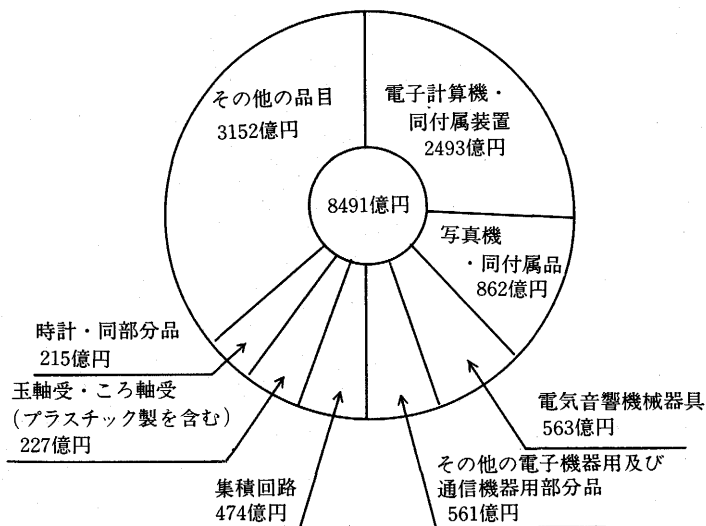 その他の品目
3152億円
電子計算機・
同付属装置
2493億円
8491億円
写真機
・同付属品
862億円
時計・同部分品
215億円
玉軸受・ころ軸受
(プラスチック製を含む)
227億円
集積回路
474億円
その他の電子機器用及び
通信機器用部分品
561億円
電気音響機械器具
563億円